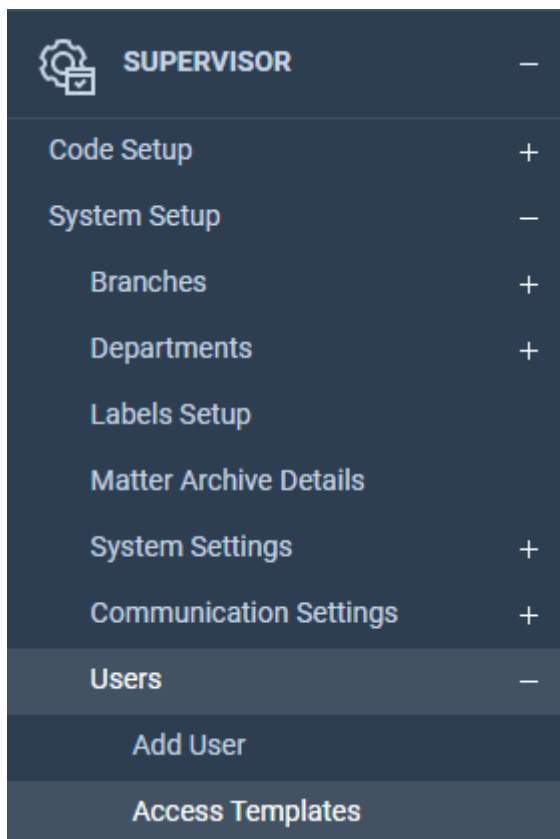 SUPERVISOR
Code Setup
System Setup
Branches
Departments
Labels Setup
Matter Archive Details
System Settings
Communication Settings
Users
Add User
Access Templates